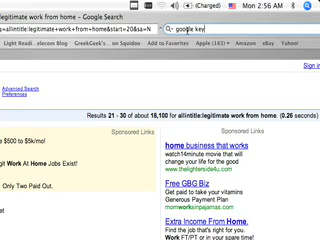 (Charged) Mon 2:56 AM
legitimate work from home - Google Search
q=allintitle:legitimate+work+from+home&start=20&sa=N
google key
Light Readi ...elecom Blog GreekGeek's... on Squidoo Add to Favorites Apple (183) Amazon eBay Yahoo!
Sign in
Advanced Search
Preferences
Results 21 - 30 of about 18,100 for allintitle:legitimate work from home. (0.26 seconds)
Sponsored Links
e $500 to $5k/mo!
git Work At Home Jobs Exist!
Only Two Paid Out.
et
Sponsored Links
home business that works
watch14minute movie that will
change your life for the good
www.thelighterside4u.com
Free GBG Biz
Get paid to take your vitamins
Generous Payment Plan
momsworkinpajamas.com
Extra Income From Home.
Find the job that's right for you.
Work FT/PT or in your spare time!